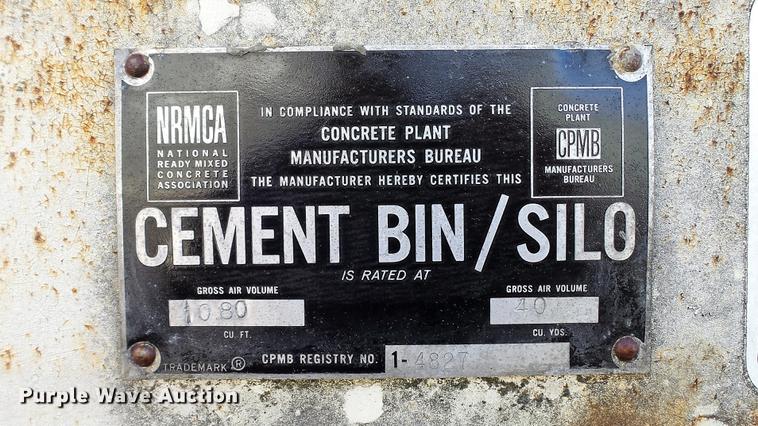 NRMCA
NATIONAL
READY MIXED
CONCRETE
ASSOCIATION
IN COMPLIANCE WITH STANDARDS OF THE
CONCRETE PLANT
MANUFACTURERS BUREAU
THE MANUFACTURER HEREBY CERTIFIES THIS
CONCRETE
PLANT
CPMB
MANUFACTURERS
BUREAU
CEMENT BIN/SILO
IS RATED AT
GROSS AIR VOLUME
1080
CU. FT.
GROSS AIR VOLUME
40
CU. YDS.
TRADEMARK ®
CPMB REGISTRY NO. 1-4827
Purple Wave Auction